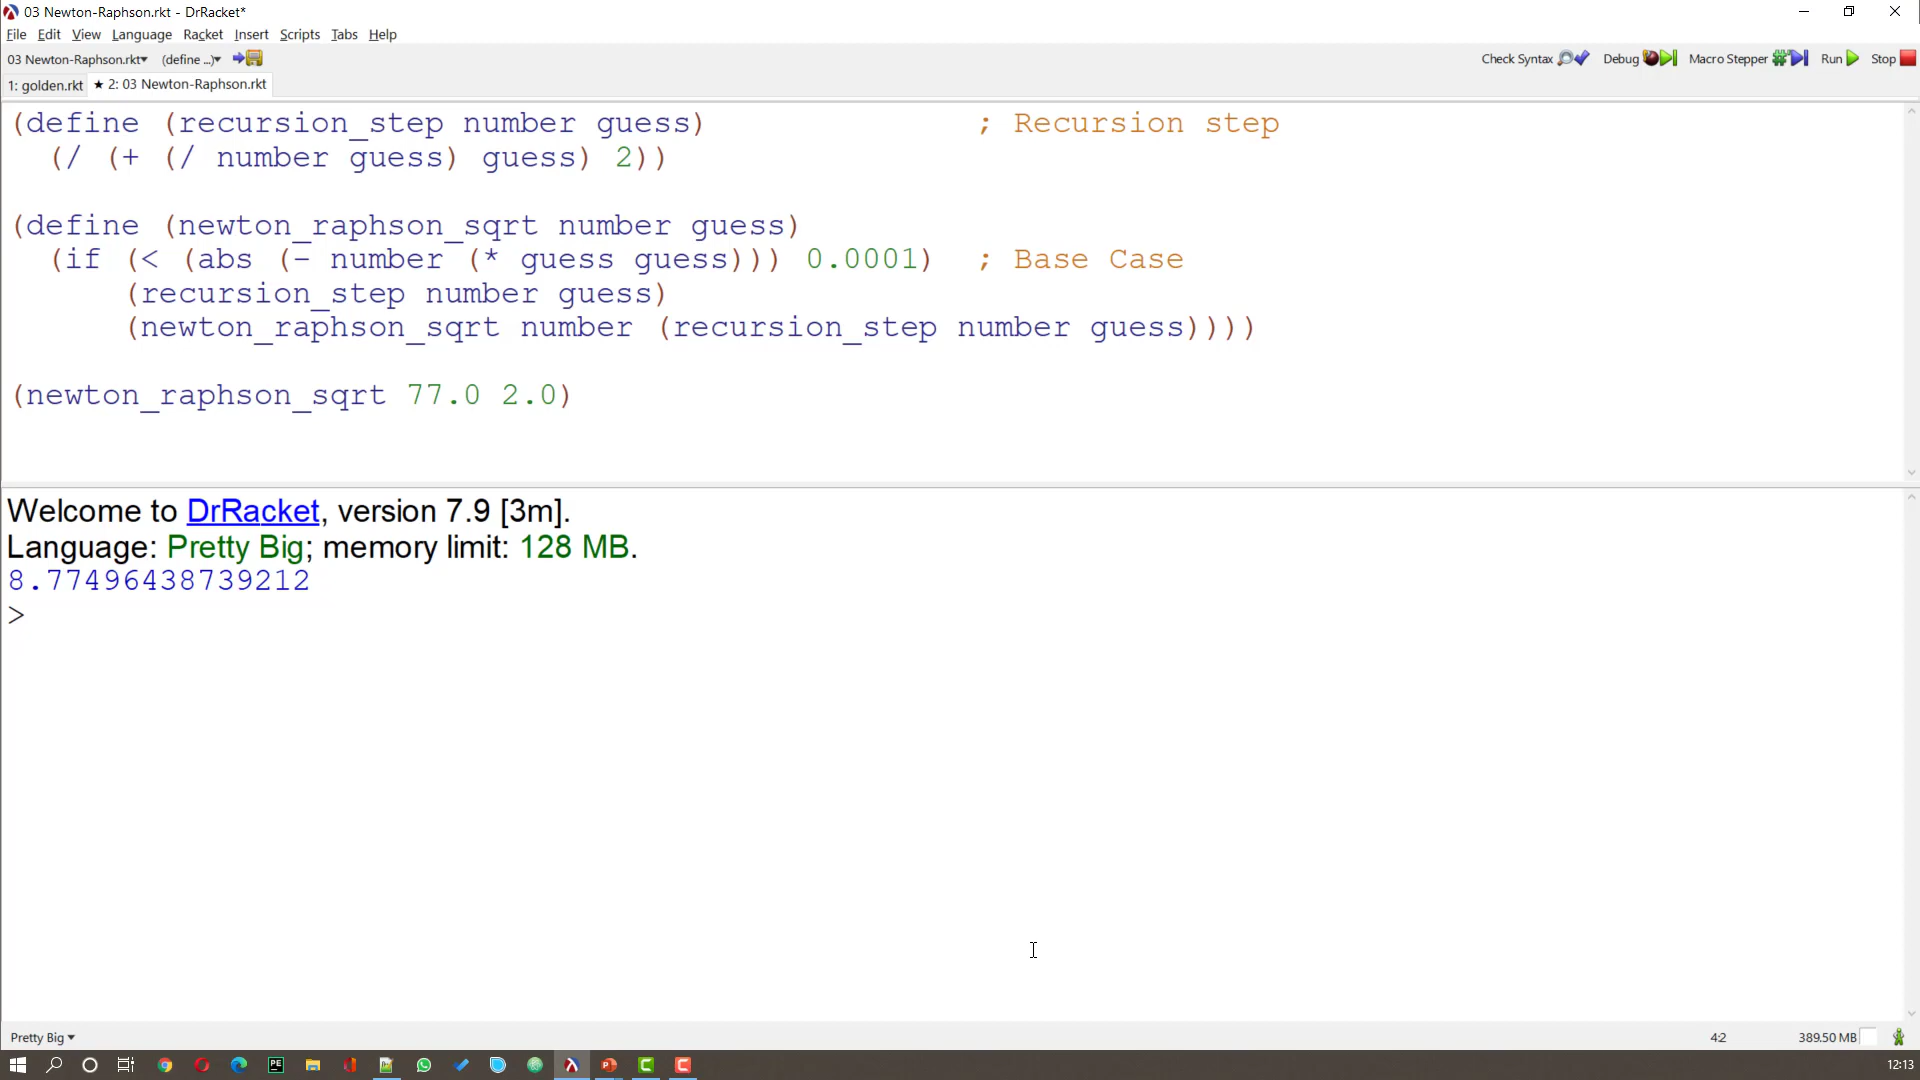 03 Newton-Raphson.rkt - DrRacket*
File Edit View Language Racket Insert Scripts Tabs Help
03 Newton-Raphson.rkt▾ (define ...)▾ Check Syntax Debug Macro Stepper Run Stop
1: golden.rkt ★ 2: 03 Newton-Raphson.rkt
(define (recursion_step number guess) ; Recursion step
(/ (+ (/ number guess) guess) 2))
(define (newton_raphson_sqrt number guess)
(if (< (abs (- number (* guess guess))) 0.0001) ; Base Case
(recursion_step number guess)
(newton_raphson_sqrt number (recursion_step number guess))))
(newton_raphson_sqrt 77.0 2.0)
Welcome to DrRacket, version 7.9 [3m].
Language: Pretty Big; memory limit: 128 MB.
8.77496438739212
>
Pretty Big▾ 4:2 389.50 MB
12:13